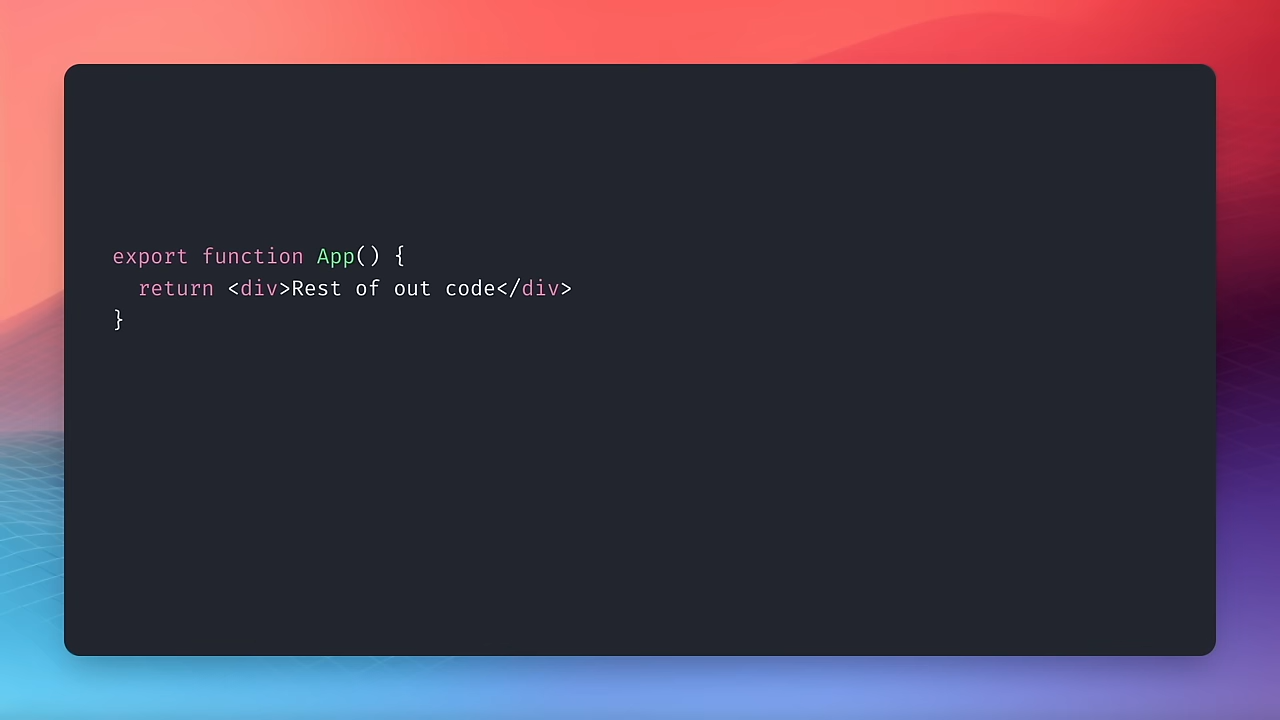 export function App() {
  return <div>Rest of out code</div>
}